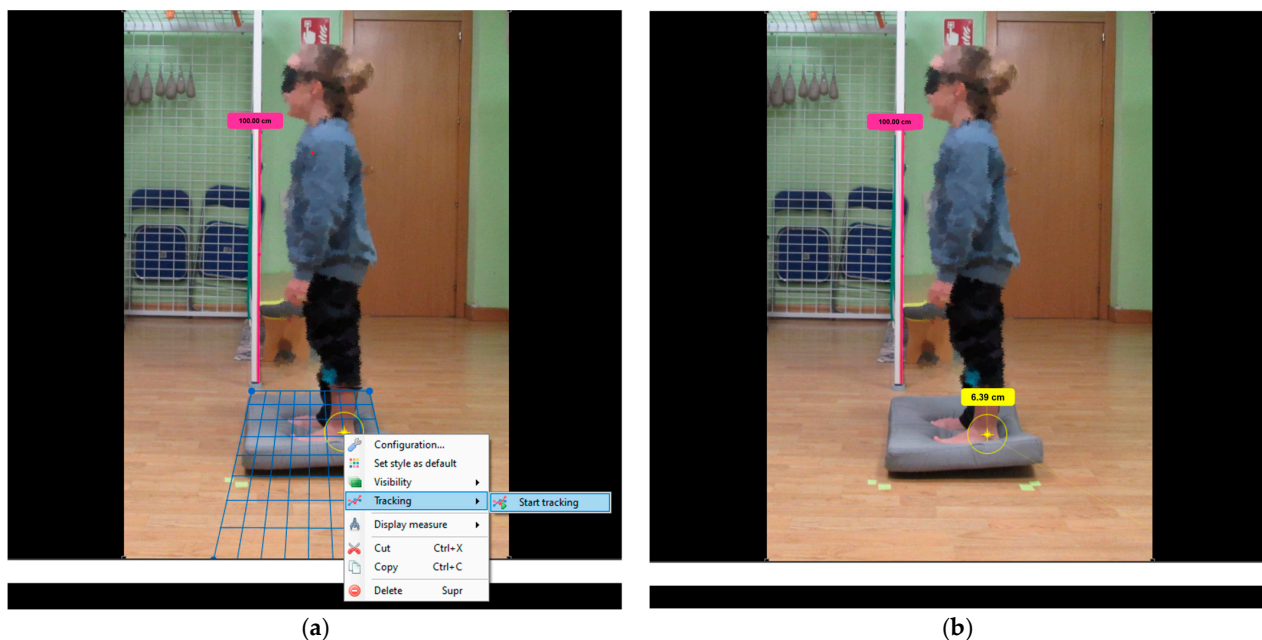 100.00 cm
Configuration...
Set style as default
Visibility
Tracking
Start tracking
Display measure
Cut Ctrl+X
Copy Ctrl+C
Delete Supr
(a)
100.00 cm
6.39 cm
(b)